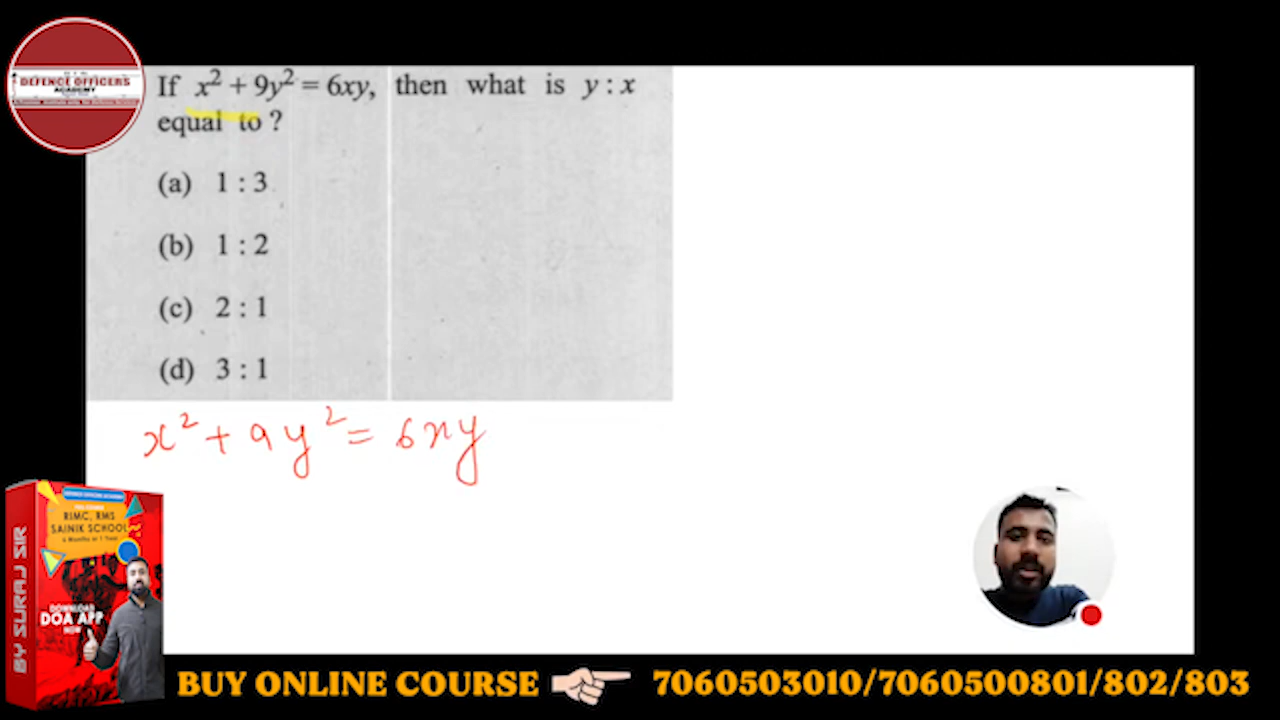 DEFENCE OFFICERS
ACADEMY
If x² + 9y² = 6xy, then what is y : x
equal to ?
(a) 1 : 3
(b) 1 : 2
(c) 2 : 1
(d) 3 : 1
x² + 9y² = 6xy
BY SURAJ SIR
RIMC, RMS
SAINIK SCHOOL
DOWNLOAD
DOA APP
NOW
BUY ONLINE COURSE 7060503010/7060500801/802/803